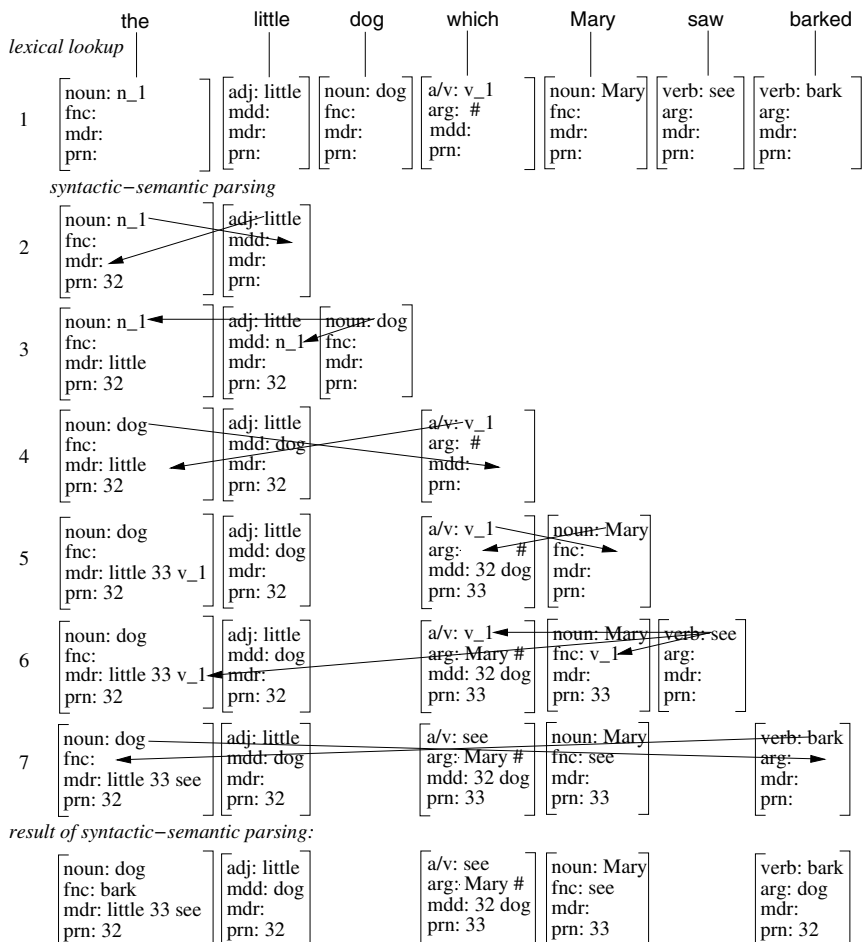 the little dog which Mary saw barked
lexical lookup
noun: n_1 adj: little noun: dog a/v: v_1 noun: Mary verb: see verb: bark
fnc: mdd: fnc: arg: # fnc: arg: arg:
1 mdr: mdr: mdr: mdd: mdr: mdr: mdr:
prn: prn: prn: prn: prn: prn: prn:
syntactic−semantic parsing
noun: n_1 adj: little
2 fnc: mdd:
mdr: mdr:
prn: 32 prn:
noun: n_1 adj: little noun: dog
3 fnc: mdd: n_1 fnc:
mdr: little mdr: mdr:
prn: 32 prn: 32 prn:
noun: dog adj: little a/v: v_1
4 fnc: mdd: dog arg: #
mdr: little mdr: mdd:
prn: 32 prn: 32 prn:
noun: dog adj: little a/v: v_1 noun: Mary
5 fnc: mdd: dog arg: # fnc:
mdr: little 33 v_1 mdr: mdd: 32 dog mdr:
prn: 32 prn: 32 prn: 33 prn:
noun: dog adj: little a/v: v_1 noun: Mary verb: see
6 fnc: mdd: dog arg: Mary # fnc: v_1 arg:
mdr: little 33 v_1 mdr: mdd: 32 dog mdr: mdr:
prn: 32 prn: 32 prn: 33 prn: 33 prn:
7 noun: dog adj: little a/v: see noun: Mary verb: bark
fnc: mdd: dog arg: Mary # fnc: see arg:
mdr: little 33 see mdr: mdd: 32 dog mdr: mdr:
prn: 32 prn: 32 prn: 33 prn: 33 prn:
result of syntactic−semantic parsing:
noun: dog adj: little a/v: see noun: Mary verb: bark
fnc: bark mdd: dog arg: Mary # fnc: see arg: dog
mdr: little 33 see mdr: mdd: 32 dog mdr: mdr:
prn: 32 prn: 32 prn: 33 prn: 33 prn: 32